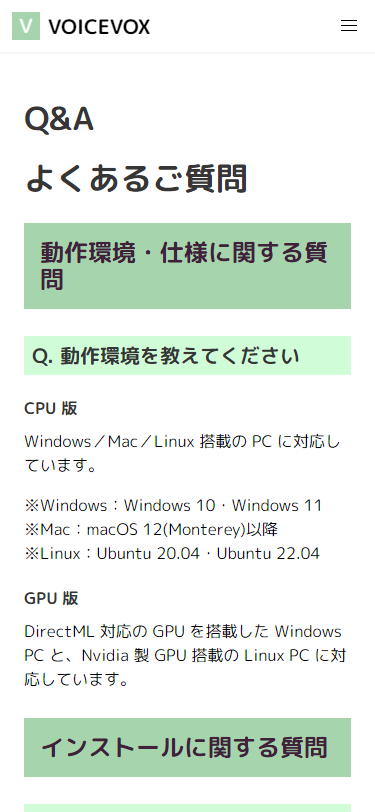 V VOICEVOX
Q&A
よくあるご質問
動作環境・仕様に関する質
問
Q. 動作環境を教えてください
CPU 版
Windows／Mac／Linux 搭載の PC に対応し
ています。
※Windows：Windows 10・Windows 11
※Mac：macOS 12(Monterey)以降
※Linux：Ubuntu 20.04・Ubuntu 22.04
GPU 版
DirectML 対応の GPU を搭載した Windows
PC と、Nvidia 製 GPU 搭載の Linux PC に対
応しています。
インストールに関する質問